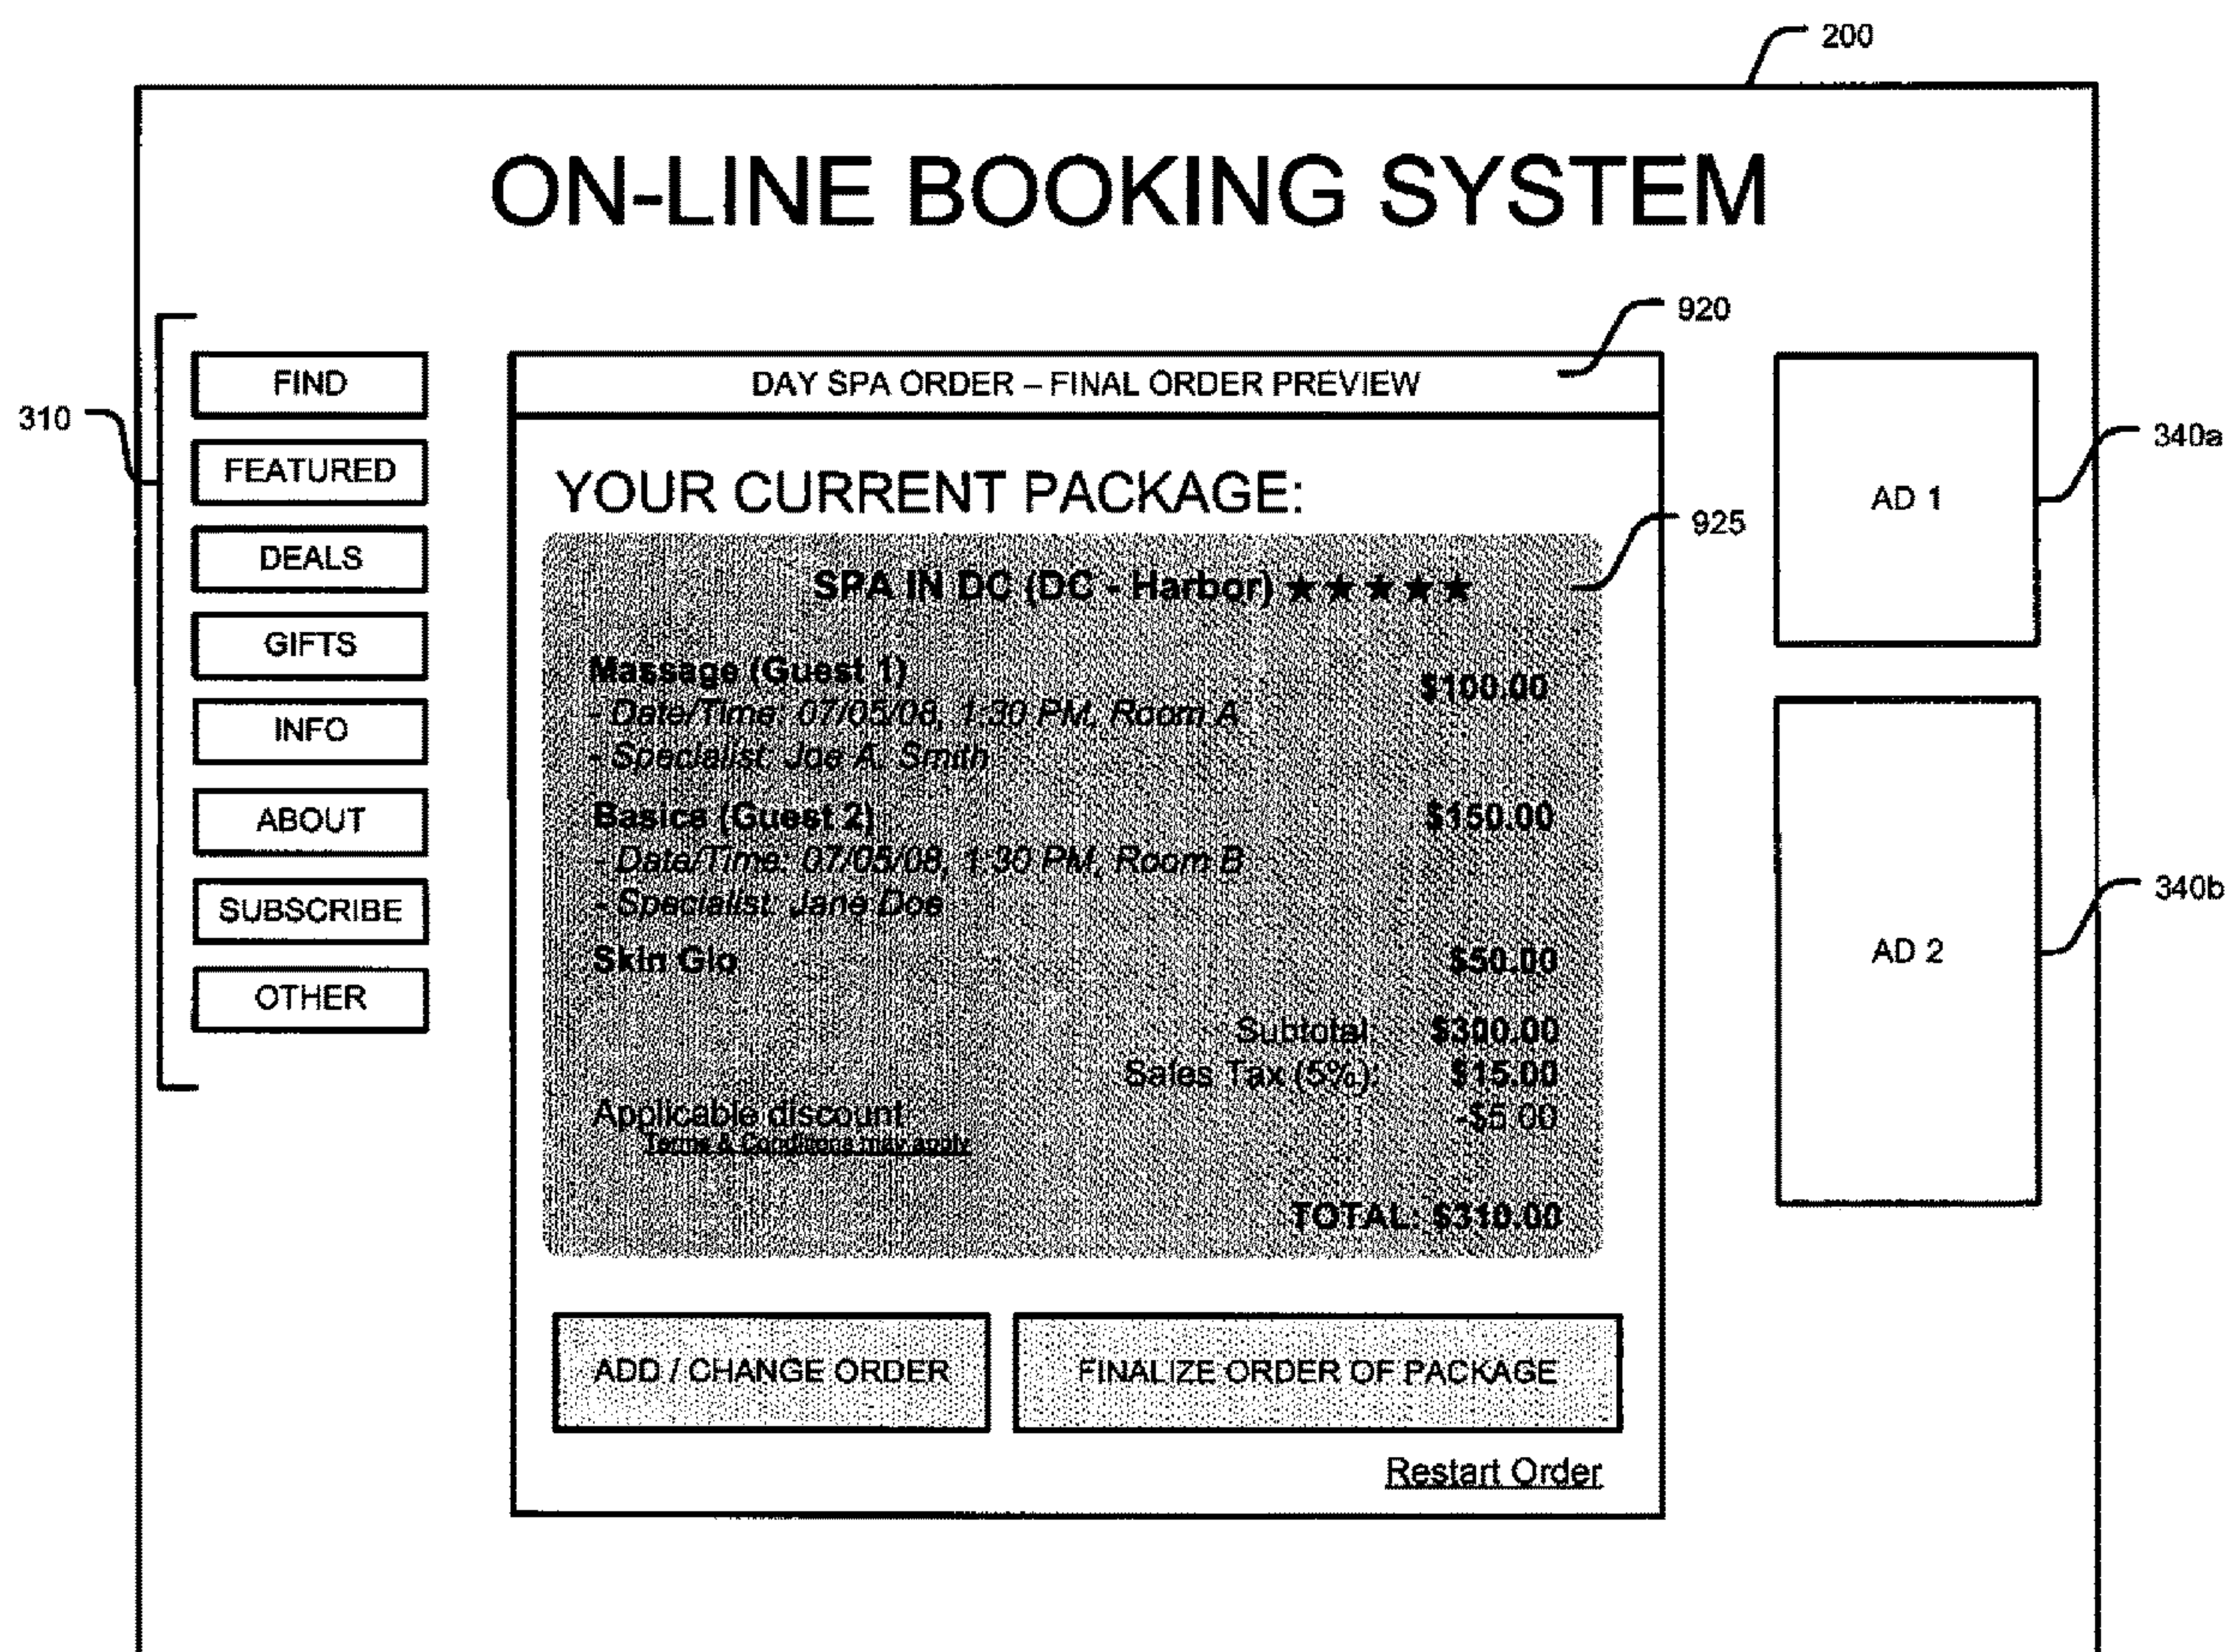 200
ON-LINE BOOKING SYSTEM
920
310
FIND
FEATURED
DEALS
GIFTS
INFO
ABOUT
SUBSCRIBE
OTHER
DAY SPA ORDER – FINAL ORDER PREVIEW
YOUR CURRENT PACKAGE:
925
SPA IN DC (DC - Harbor) ★★★★★
Massage (Guest 1) $100.00
- Date/Time: 07/05/08, 1:30 PM, Room A
- Specialist: Joe A. Smith
Basics (Guest 2) $150.00
- Date/Time: 07/05/08, 1:30 PM, Room B
- Specialist: Jane Doe
Skin Glo $50.00
Subtotal: $300.00
Sales Tax (5%): $15.00
Applicable discount -$5.00
Terms & Conditions may apply
TOTAL: $310.00
ADD / CHANGE ORDER
FINALIZE ORDER OF PACKAGE
Restart Order
AD 1
340a
AD 2
340b